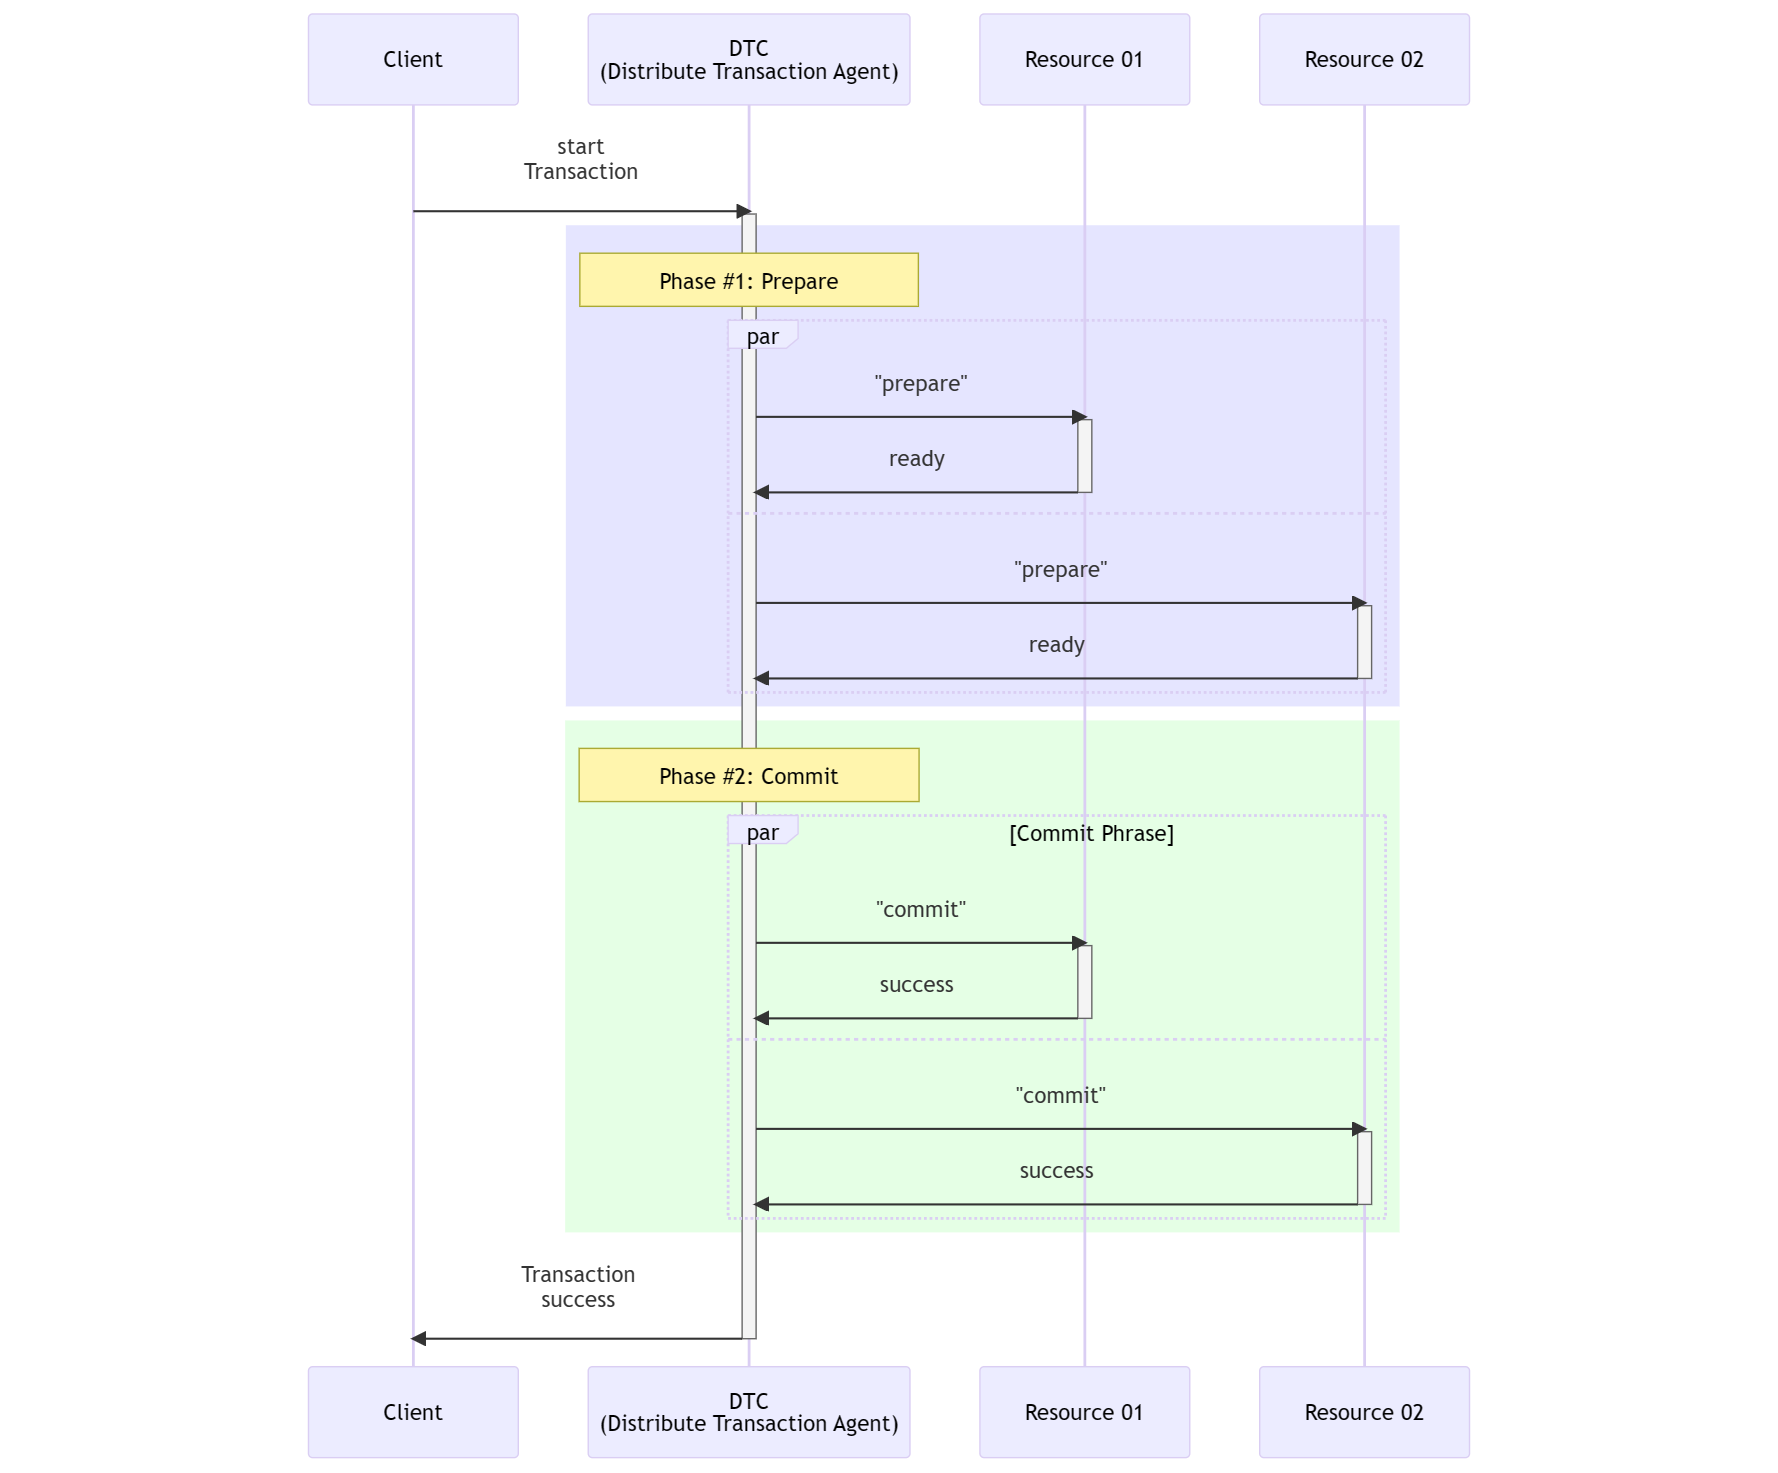 Client
DTC
(Distribute Transaction Agent)
Resource 01
Resource 02
start
Transaction
Phase #1: Prepare
par
"prepare"
ready
"prepare"
ready
Phase #2: Commit
par
[Commit Phrase]
"commit"
success
"commit"
success
Transaction
success
Client
DTC
(Distribute Transaction Agent)
Resource 01
Resource 02